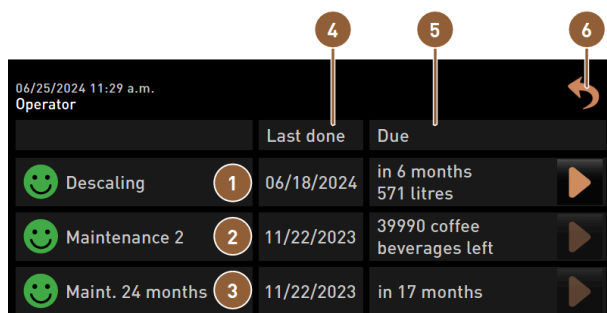 4 5 6
06/25/2024 11:29 a.m.
Operator
Last done Due
Descaling 1 06/18/2024 in 6 months
571 litres
Maintenance 2 2 11/22/2023 39990 coffee
beverages left
Maint. 24 months 3 11/22/2023 in 17 months